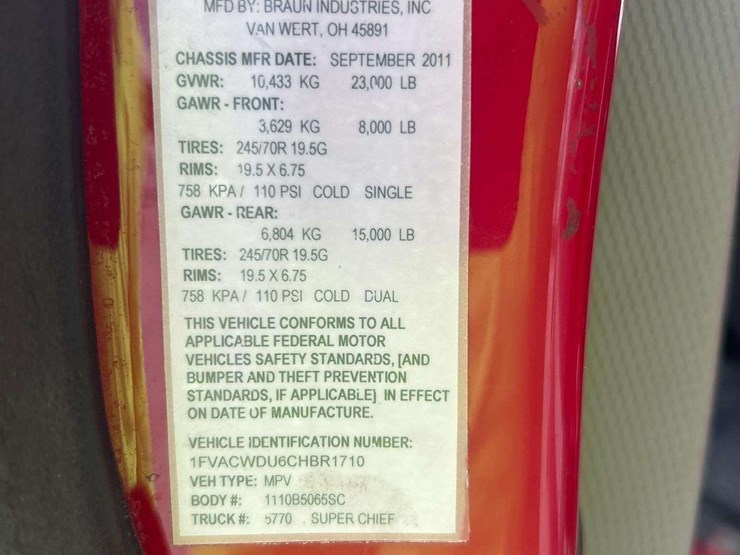 MFD BY: BRAUN INDUSTRIES, INC
VAN WERT, OH 45891
CHASSIS MFR DATE: SEPTEMBER 2011
GVWR: 10,433 KG 23,000 LB
GAWR - FRONT:
3,629 KG 8,000 LB
TIRES: 245/70R 19.5G
RIMS: 19.5 X 6.75
758 KPA / 110 PSI COLD SINGLE
GAWR - REAR:
6,804 KG 15,000 LB
TIRES: 245/70R 19.5G
RIMS: 19.5 X 6.75
758 KPA / 110 PSI COLD DUAL
THIS VEHICLE CONFORMS TO ALL
APPLICABLE FEDERAL MOTOR
VEHICLES SAFETY STANDARDS, [AND
BUMPER AND THEFT PREVENTION
STANDARDS, IF APPLICABLE] IN EFFECT
ON DATE OF MANUFACTURE.
VEHICLE IDENTIFICATION NUMBER:
1FVACWDU6CHBR1710
VEH TYPE: MPV
BODY #: 1110B5065SC
TRUCK #: 5770 SUPER CHIEF